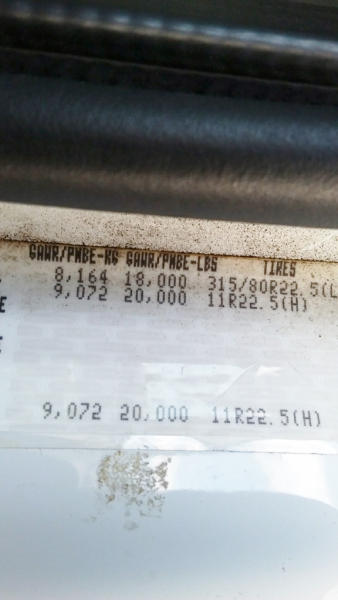 GAWR/PNBE-KG GAWR/PNBE-LBS TIRES
8,164 18,000 315/80R22.5(L
9,072 20,000 11R22.5(H)
E
E
9,072 20,000 11R22.5(H)